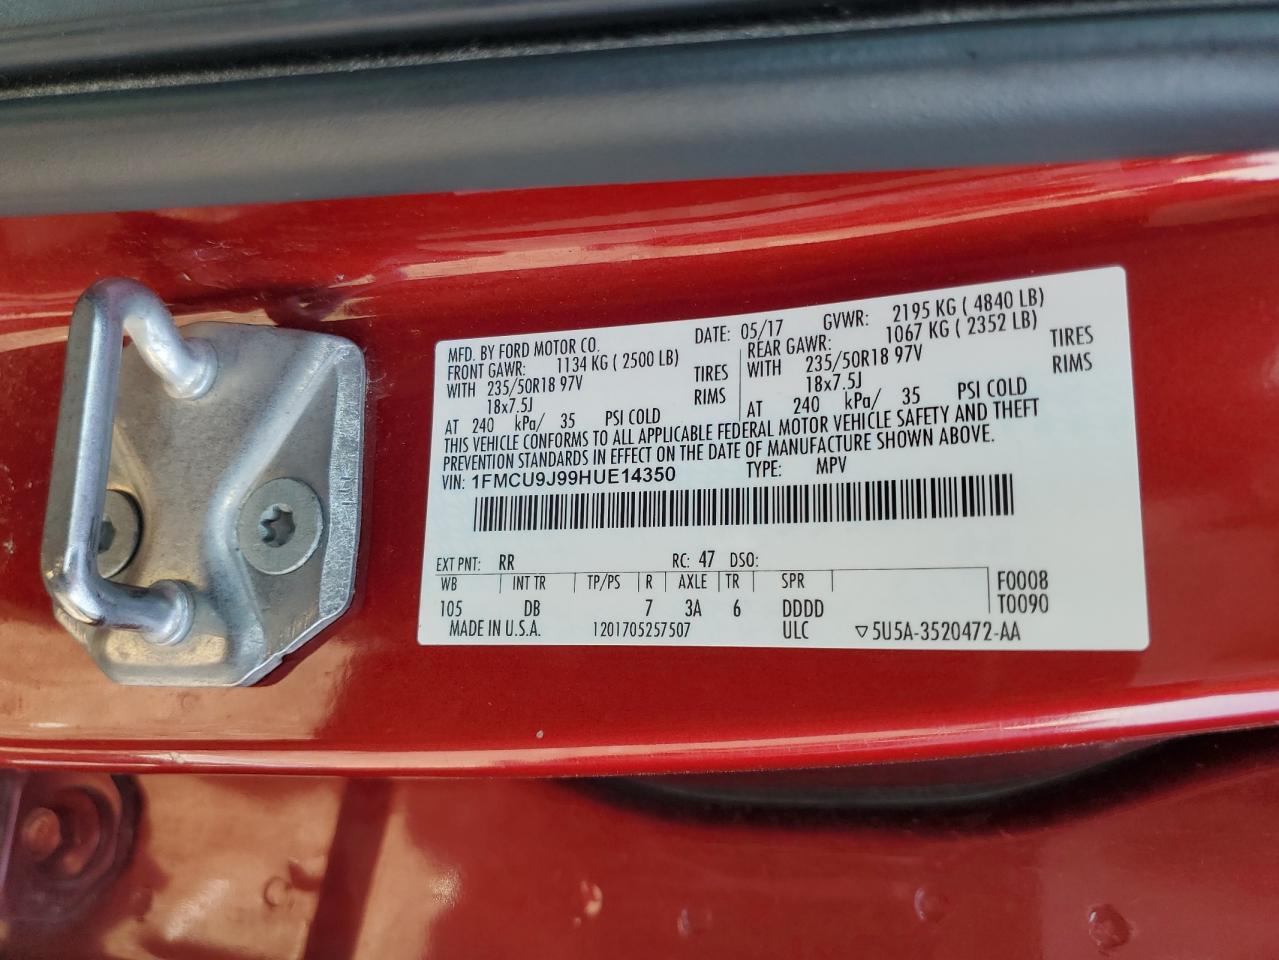 MFD. BY FORD MOTOR CO. DATE: 05/17 GVWR: 2195 KG ( 4840 LB)
FRONT GAWR: 1134 KG ( 2500 LB) REAR GAWR: 1067 KG ( 2352 LB)
WITH 235/50R18 97V TIRES WITH 235/50R18 97V TIRES
18x7.5J RIMS 18x7.5J RIMS
AT 240 kPa/ 35 PSI COLD AT 240 kPa/ 35 PSI COLD
THIS VEHICLE CONFORMS TO ALL APPLICABLE FEDERAL MOTOR VEHICLE SAFETY AND THEFT
PREVENTION STANDARDS IN EFFECT ON THE DATE OF MANUFACTURE SHOWN ABOVE.
VIN: 1FMCU9J99HUE14350 TYPE: MPV
EXT PNT: RR RC: 47 DSO:
WB INT TR TP/PS R AXLE TR SPR F0008
105 DB 7 3A 6 DDDD T0090
MADE IN U.S.A. 1201705257507 ULC ▽5U5A-3520472-AA